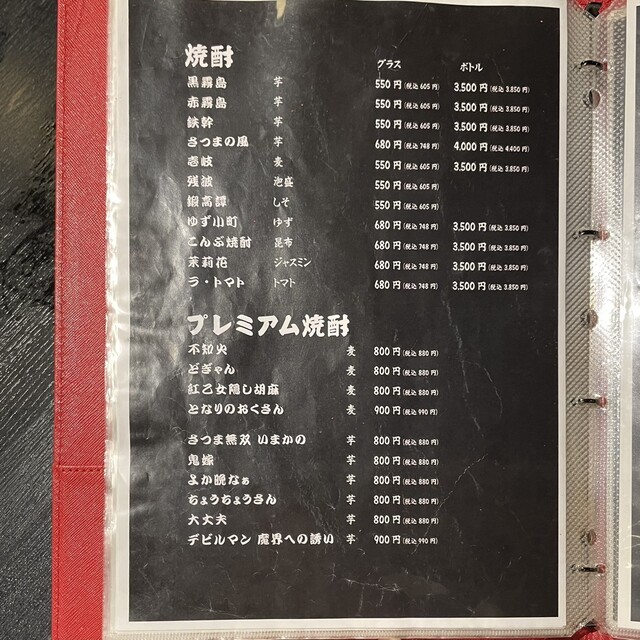 焼酎 グラス ボトル
黒霧島 芋 550円(税込 605円) 3.500円(税込 3.850円)
赤霧島 芋 550円(税込 605円) 3.500円(税込 3.850円)
鉄幹 芋 550円(税込 605円) 3.500円(税込 3.850円)
さつまの風 芋 680円(税込 748円) 4.000円(税込 4.400円)
壱岐 麦 550円(税込 605円) 3.500円(税込 3.850円)
残波 泡盛 550円(税込 605円)
鍛高譚 しそ 550円(税込 605円)
ゆず小町 ゆず 680円(税込 748円) 3.500円(税込 3.850円)
こんぶ焼酎 昆布 680円(税込 748円) 3.500円(税込 3.850円)
茉莉花 ジャスミン 680円(税込 748円) 3.500円(税込 3.850円)
ラ・トマト トマト 680円(税込 748円) 3.500円(税込 3.850円)
プレミアム焼酎
不知火 麦 800円(税込 880円)
どぎゃん 麦 800円(税込 880円)
紅乙女隠し胡麻 麦 800円(税込 880円)
となりのおくさん 麦 900円(税込 990円)
さつま無双 いまかの 芋 800円(税込 880円)
鬼嫁 芋 800円(税込 880円)
よか晩なぁ 芋 800円(税込 880円)
ちょうちょうさん 芋 800円(税込 880円)
大丈夫 芋 800円(税込 880円)
デビルマン 魔界への誘い 芋 900円(税込 990円)